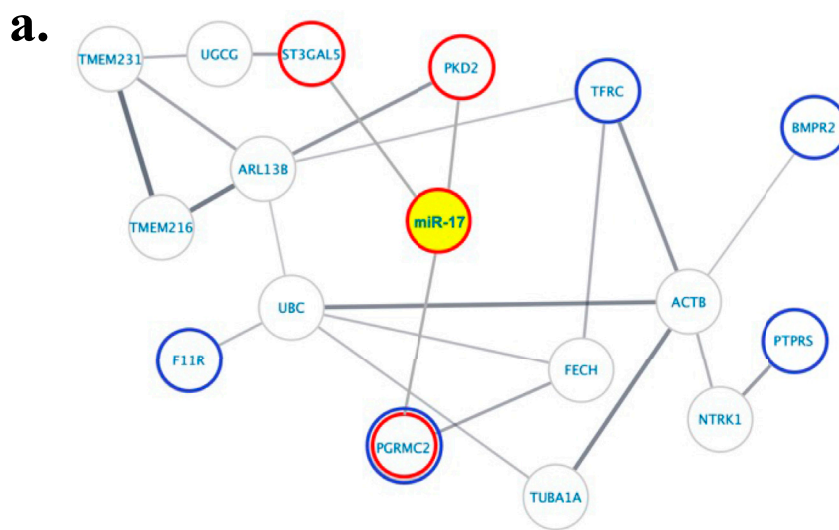 a.
TMEM231
UGCG
ST3GAL5
PKD2
TFRC
BMPR2
ARL13B
TMEM216
miR-17
UBC
ACTB
F11R
PTPRS
FECH
NTRK1
PGRMC2
TUBA1A